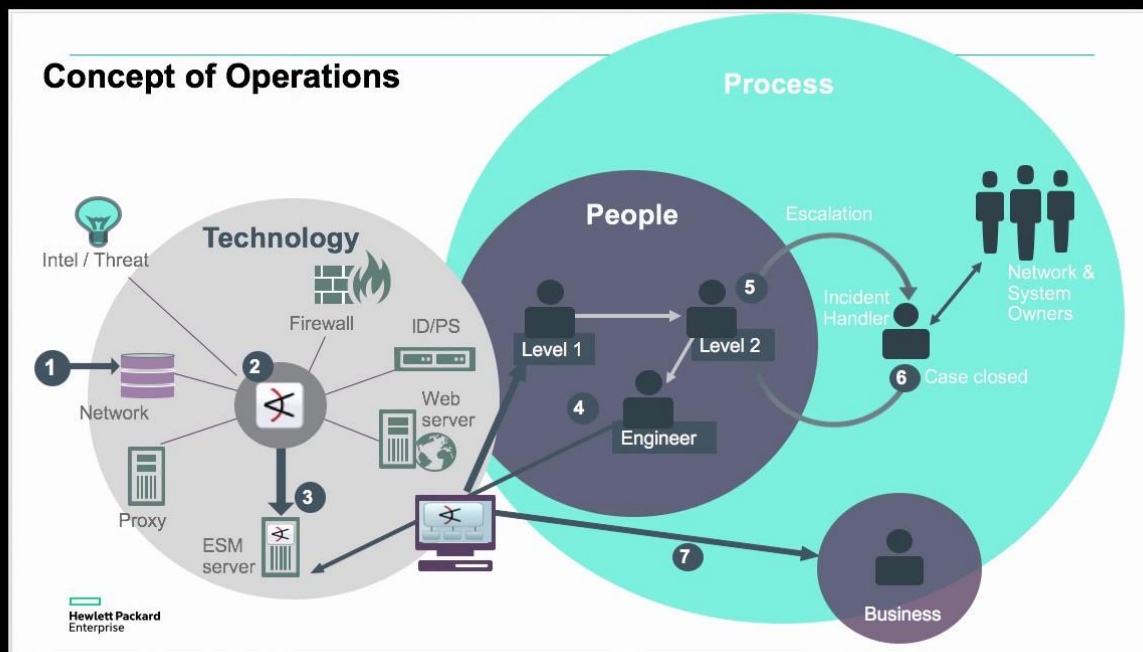 Concept of Operations
Process
People
Technology
Intel / Threat
Firewall
ID/PS
1
2
Network
Web
server
Proxy
3
ESM
server
Level 1
Level 2
4
Engineer
5
Escalation
Incident
Handler
Network &
System
Owners
6
Case closed
7
Business
Hewlett Packard
Enterprise